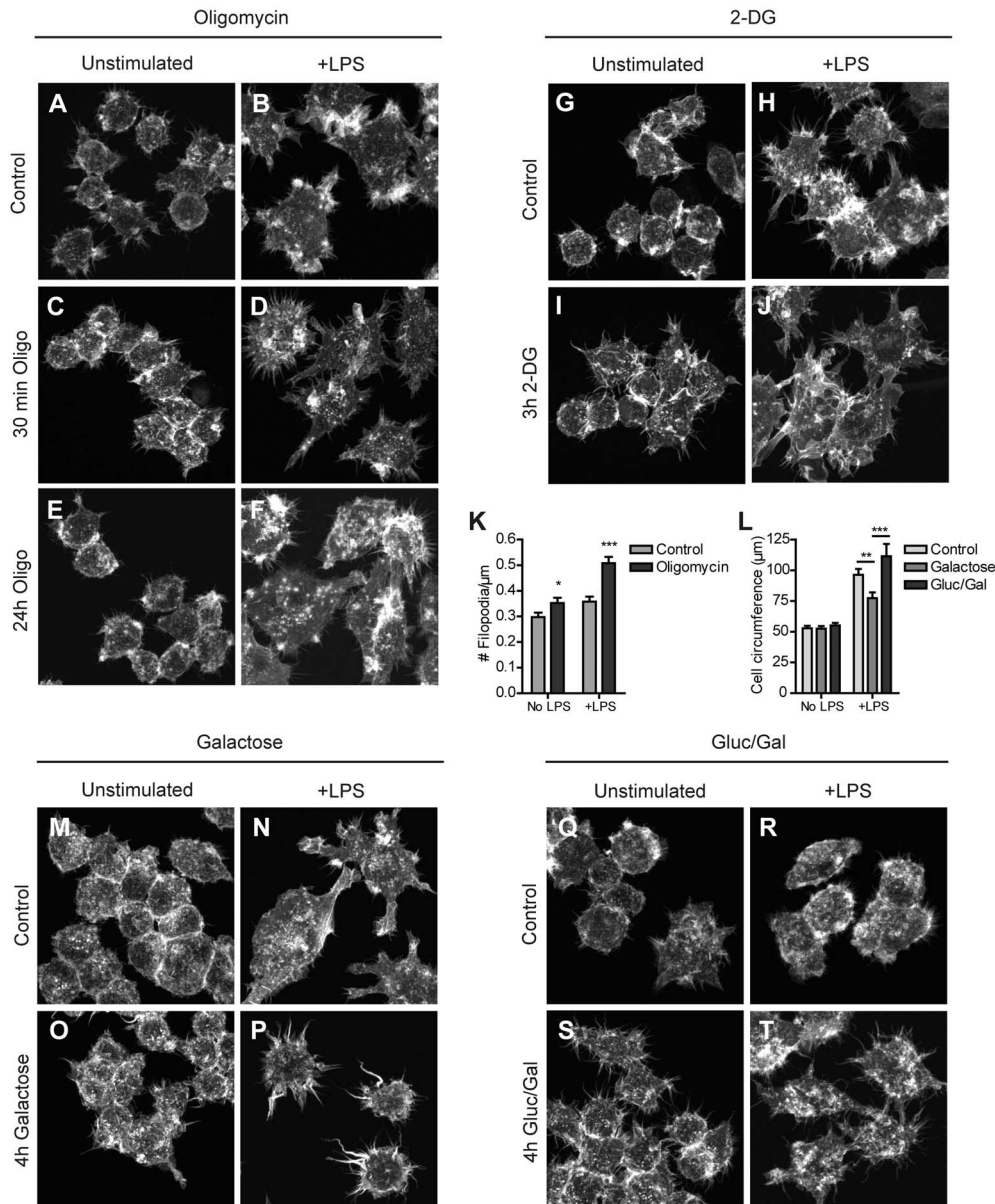 Oligomycin
Unstimulated +LPS
Control
A B
30 min Oligo
C D
24h Oligo
E F
2-DG
Unstimulated +LPS
Control
G H
3h 2-DG
I J
K
# Filopodia/µm
0.6
0.5
0.4
0.3
0.2
0.1
0.0
* ***
No LPS +LPS
Control
Oligomycin
L
Cell circumference (µm)
125
100
75
50
25
0
** ***
No LPS +LPS
Control
Galactose
Gluc/Gal
Galactose
Unstimulated +LPS
Control
M N
4h Galactose
O P
Gluc/Gal
Unstimulated +LPS
Control
Q R
4h Gluc/Gal
S T